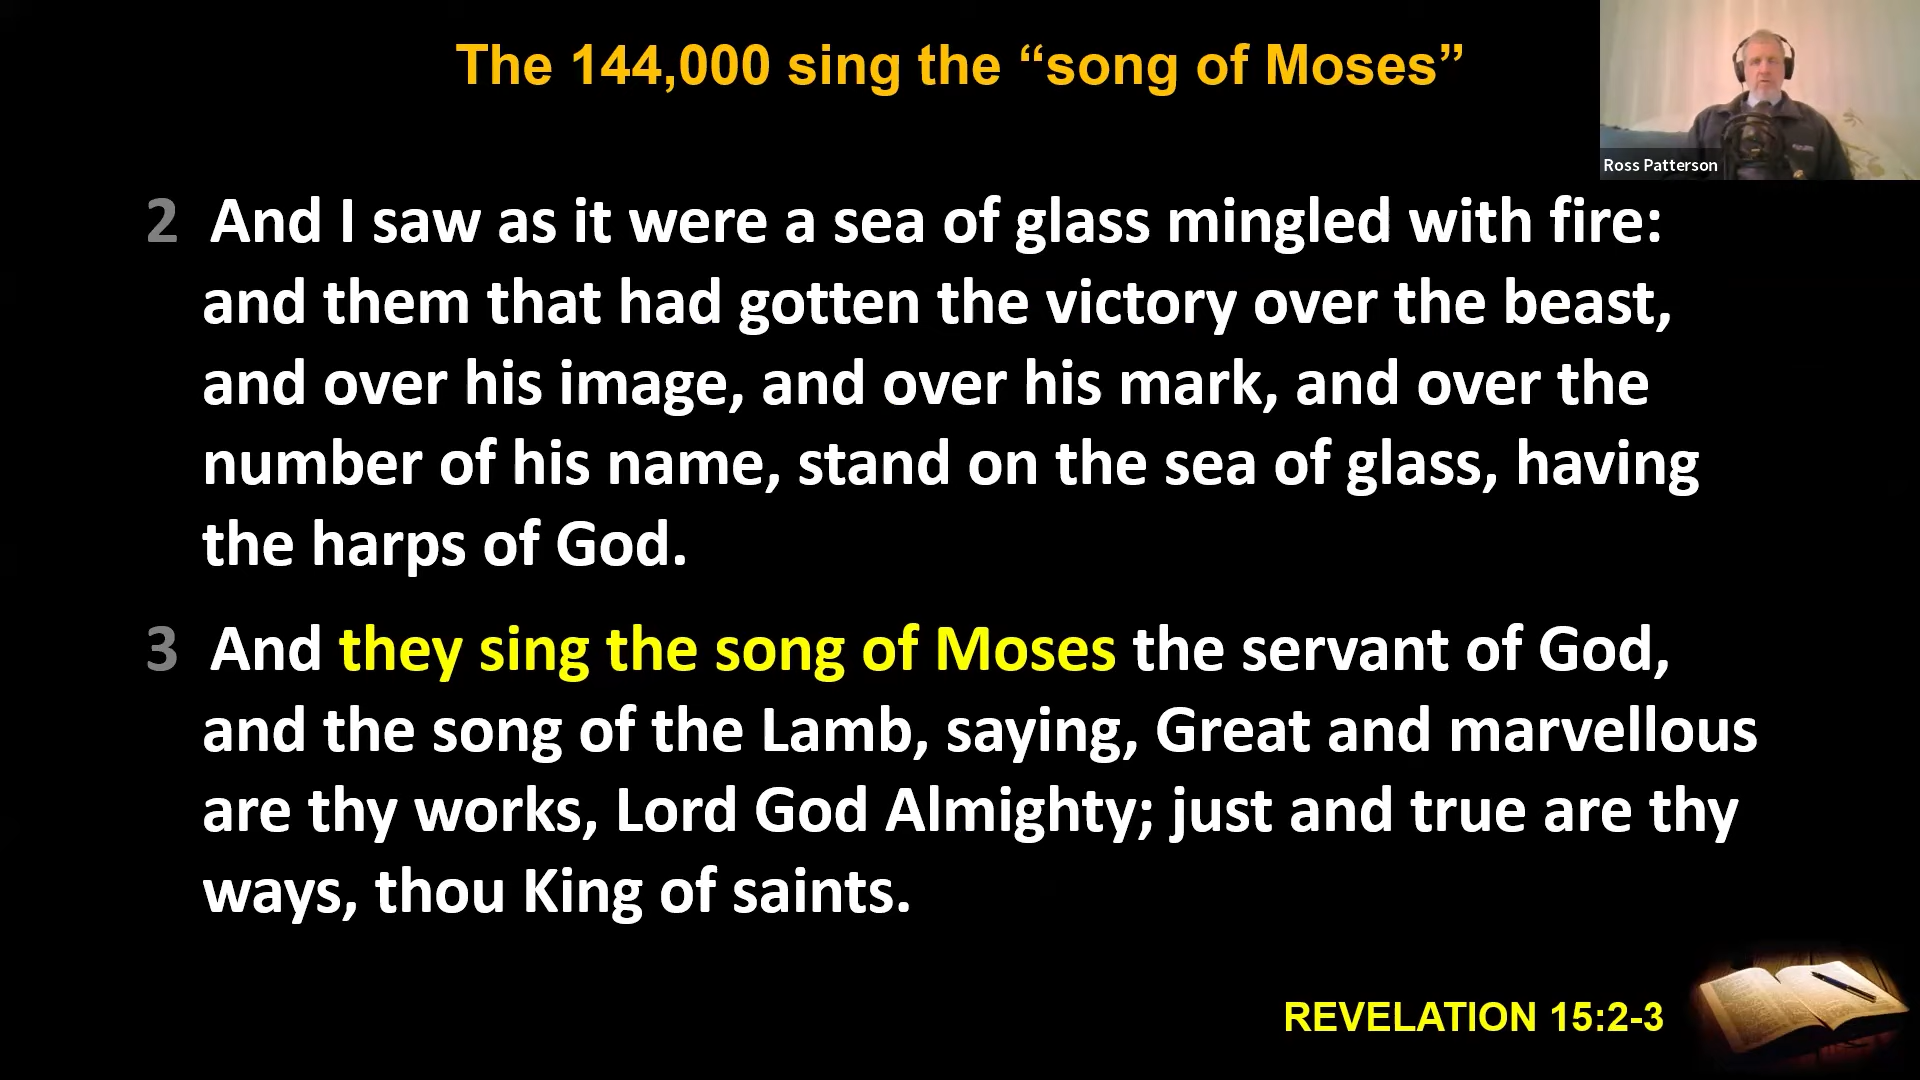 The 144,000 sing the “song of Moses”
Ross Patterson
2 And I saw as it were a sea of glass mingled with fire:
and them that had gotten the victory over the beast,
and over his image, and over his mark, and over the
number of his name, stand on the sea of glass, having
the harps of God.
3 And they sing the song of Moses the servant of God,
and the song of the Lamb, saying, Great and marvellous
are thy works, Lord God Almighty; just and true are thy
ways, thou King of saints.
REVELATION 15:2-3